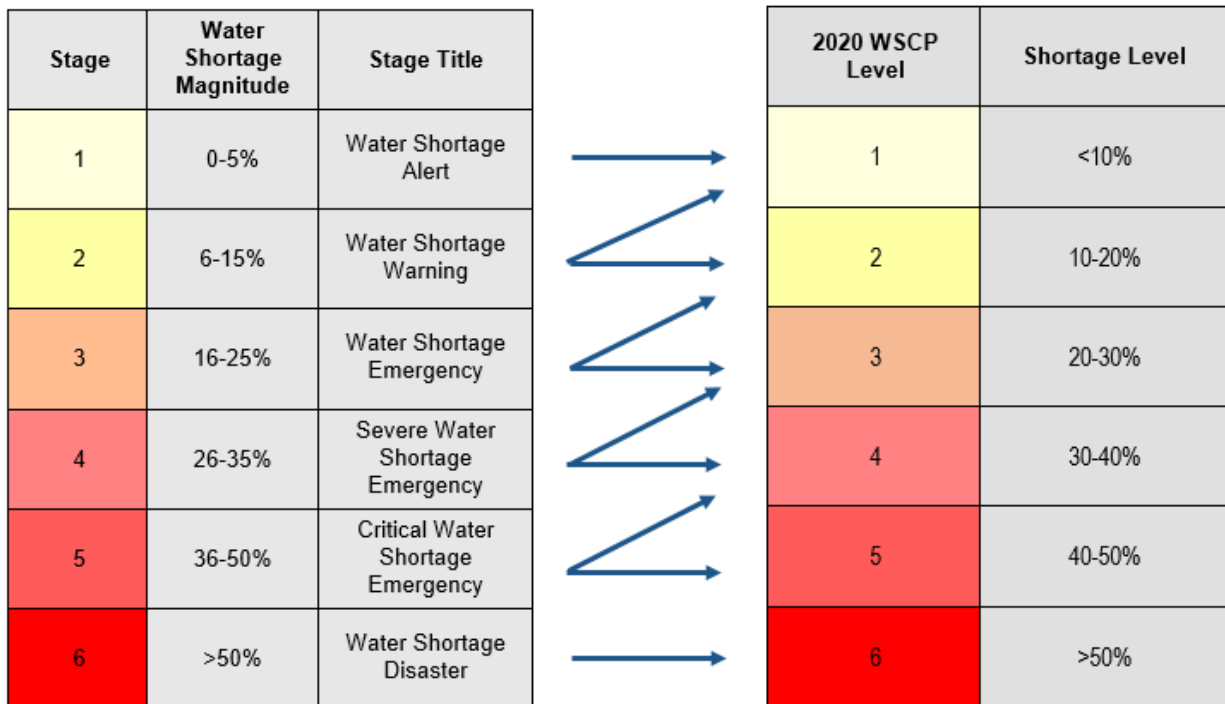 Stage
Water
Shortage
Magnitude
Stage Title
1
0-5%
Water Shortage
Alert
2
6-15%
Water Shortage
Warning
3
16-25%
Water Shortage
Emergency
4
26-35%
Severe Water
Shortage
Emergency
5
36-50%
Critical Water
Shortage
Emergency
6
>50%
Water Shortage
Disaster
2020 WSCP
Level
Shortage Level
1
<10%
2
10-20%
3
20-30%
4
30-40%
5
40-50%
6
>50%